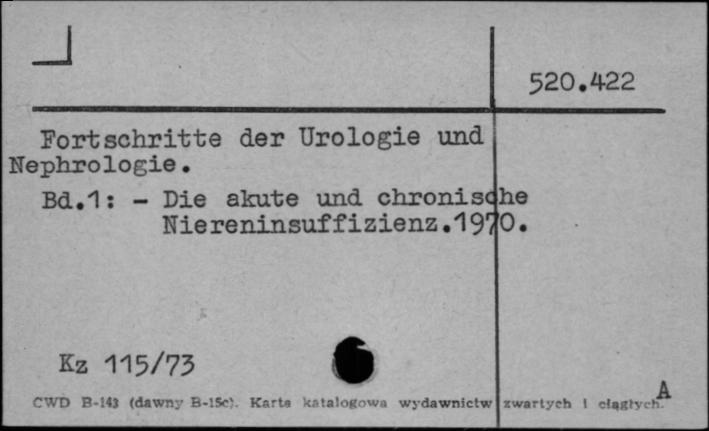 520.422
Fortschritte der Urologie und
Nephrologie.
Bd.1: - Die akute und chronische
Niereninsuffizienz.1970.
Kz 115/73
A
CWD B-143 (dawny B-15c). Karta katalogowa wydawnictw zwartych i ciągłych.